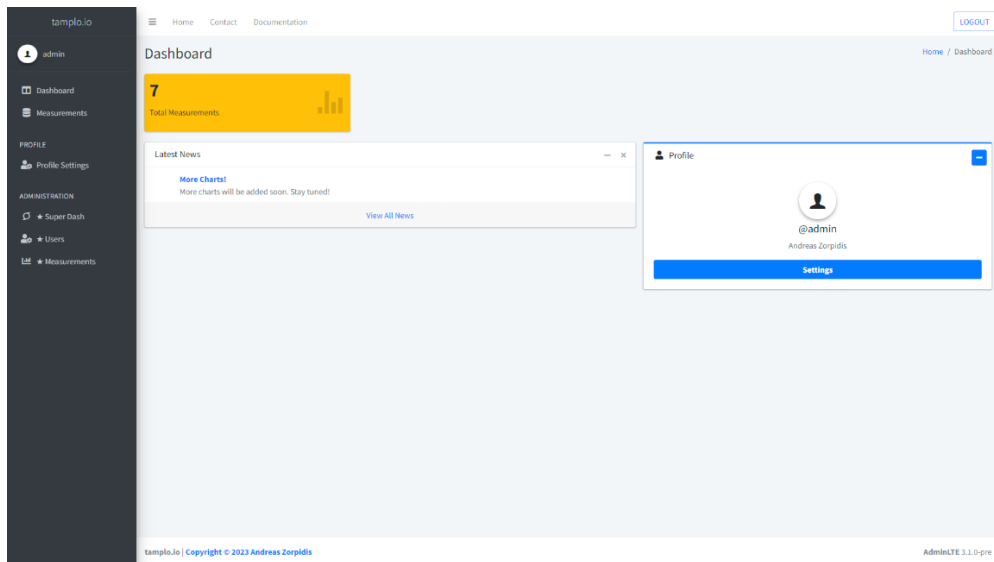 tamplo.io
admin
Dashboard
Measurements
PROFILE
Profile Settings
ADMINISTRATION
★ Super Dash
★ Users
★ Measurements
Home Contact Documentation
LOGOUT
Dashboard
Home / Dashboard
7
Total Measurements
Latest News
More Charts!
More charts will be added soon. Stay tuned!
View All News
Profile
@admin
Andreas Zorpidis
Settings
tamplo.io | Copyright © 2023 Andreas Zorpidis
AdminLTE 3.1.0-pre